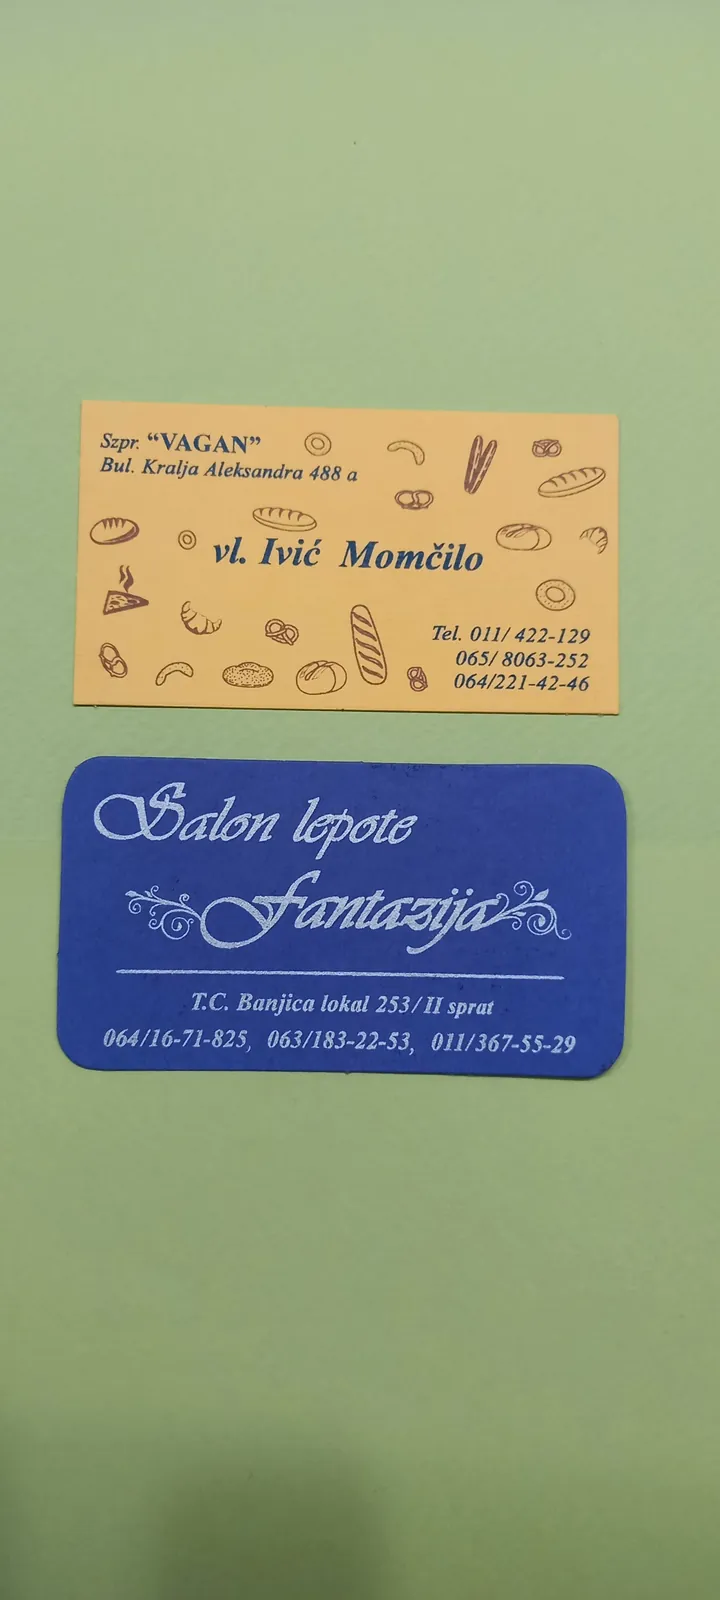 Szpr. “VAGAN”
Bul. Kralja Aleksandra 488 a
vl. Ivić Momčilo
Tel. 011/ 422-129
065/ 8063-252
064/221-42-46
Salon lepote
Fantazija
T.C. Banjica lokal 253/II sprat
064/16-71-825, 063/183-22-53, 011/367-55-29